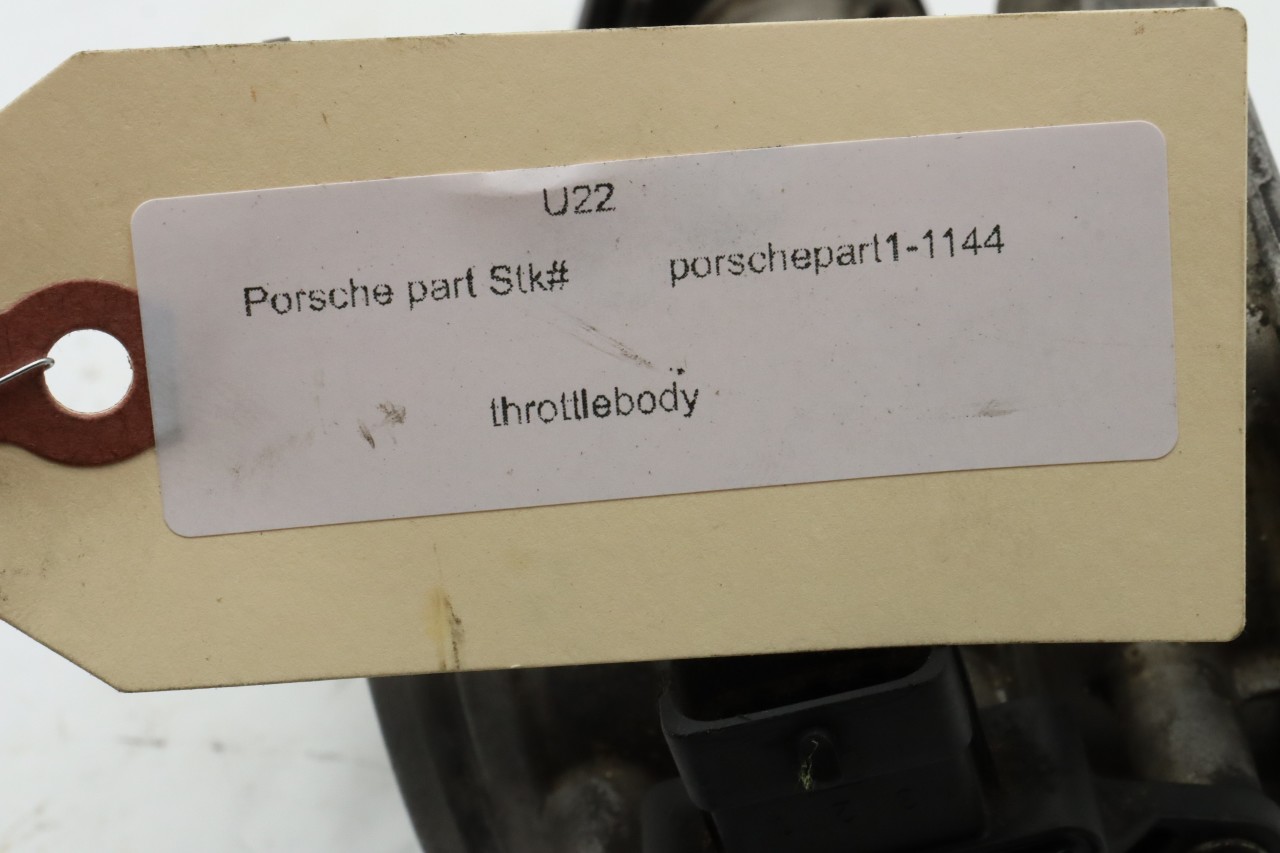 U22
Porsche part Stk# porschepart1-1144
throttlebody